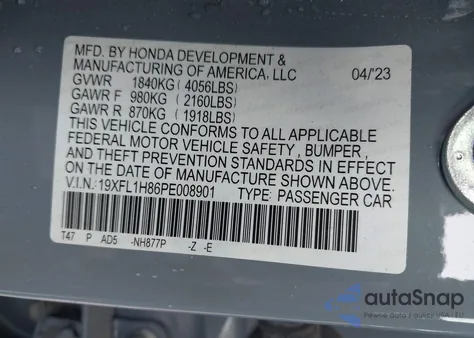 MFD. BY HONDA DEVELOPMENT &
MANUFACTURING OF AMERICA, LLC 04/'23
GVWR 1840KG ( 4056LBS)
GAWR F 980KG ( 2160LBS)
GAWR R 870KG ( 1918LBS)
THIS VEHICLE CONFORMS TO ALL APPLICABLE
FEDERAL MOTOR VEHICLE SAFETY , BUMPER ,
AND THEFT PREVENTION STANDARDS IN EFFECT
ON THE DATE OF MANUFACTURE SHOWN ABOVE.
V.I.N.: 19XFL1H86PE008901 TYPE: PASSENGER CAR
T47 P AD5 -NH877P -Z -E
autoSnap